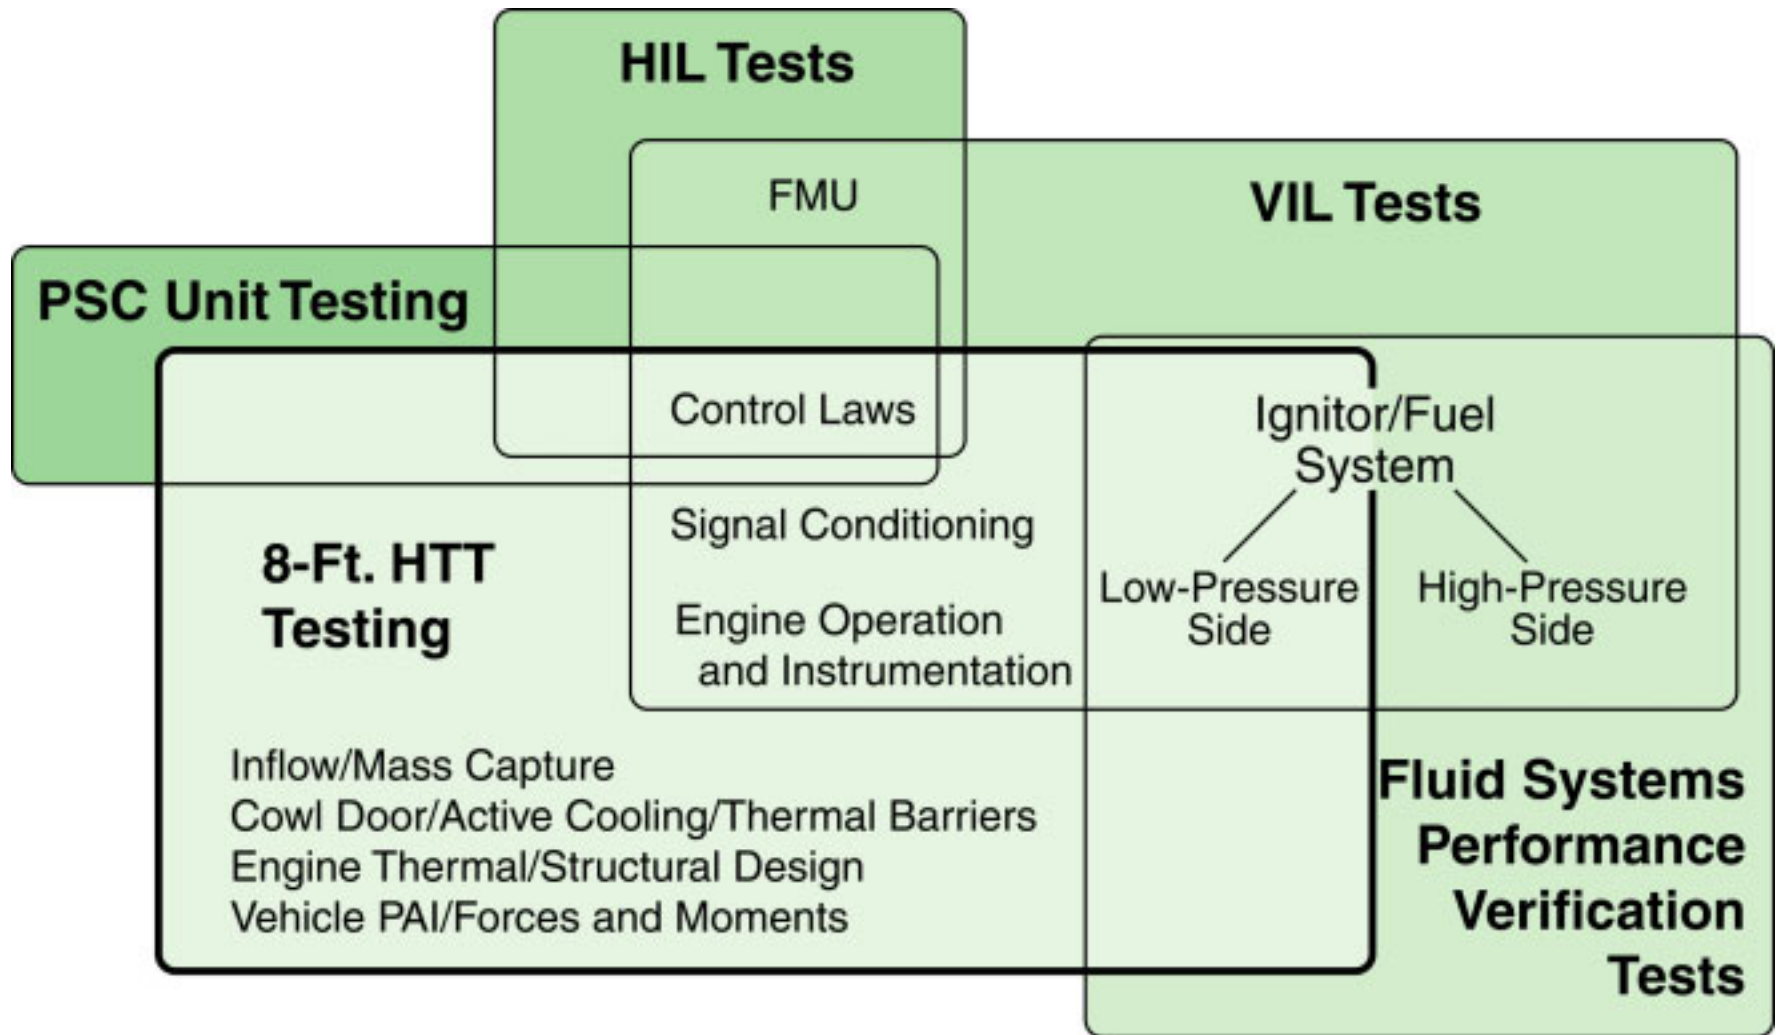 HIL Tests
FMU
VIL Tests
PSC Unit Testing
Control Laws
Ignitor/Fuel
System
Signal Conditioning
8-Ft. HTT
Testing
Low-Pressure
Side
High-Pressure
Side
Engine Operation
and Instrumentation
Inflow/Mass Capture
Cowl Door/Active Cooling/Thermal Barriers
Engine Thermal/Structural Design
Vehicle PAI/Forces and Moments
Fluid Systems
Performance
Verification
Tests